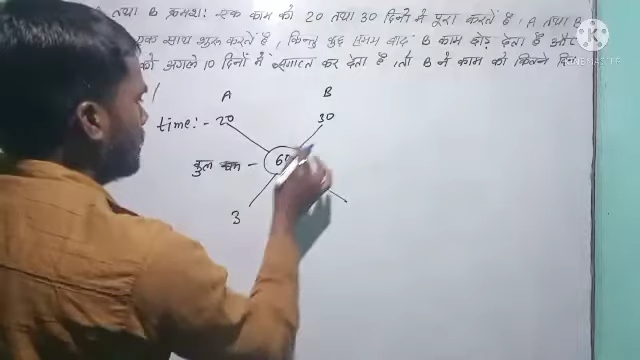 तथा B क्रमशः एक काम को 20 तथा 30 दिनों में पूरा करतें हैं, A तथा B
एक साथ शुरू करतें हैं, किन्तु कुछ समय बाद B काम छोड़ देता हैं और
को अगले 10 दिनों में समाप्त कर देता हैं, तो B ने काम को कितने दिन
A B
time:- 20 30
कुल काम - 60
3
KINEMASTER